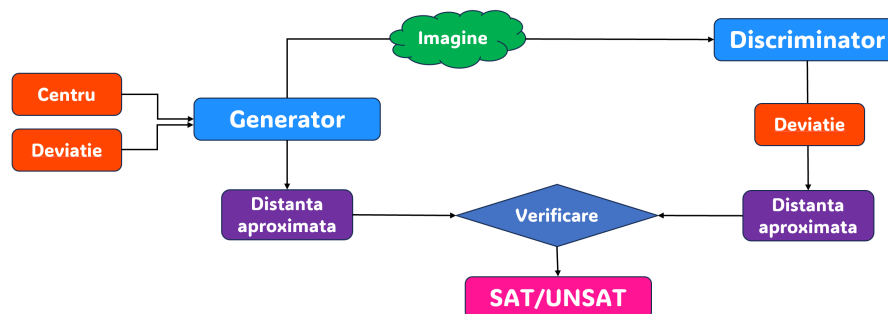 Imagine
Discriminator
Centru
Generator
Deviatie
Deviatie
Distanta
aproximata
Verificare
Distanta
aproximata
SAT/UNSAT